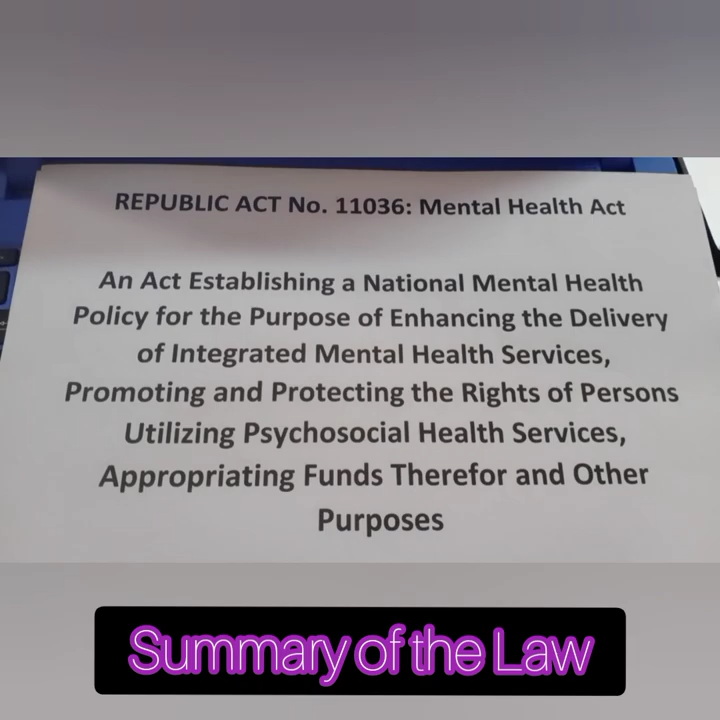 REPUBLIC ACT No. 11036: Mental Health Act
An Act Establishing a National Mental Health
Policy for the Purpose of Enhancing the Delivery
of Integrated Mental Health Services,
Promoting and Protecting the Rights of Persons
Utilizing Psychosocial Health Services,
Appropriating Funds Therefor and Other
Purposes
Summary of the Law